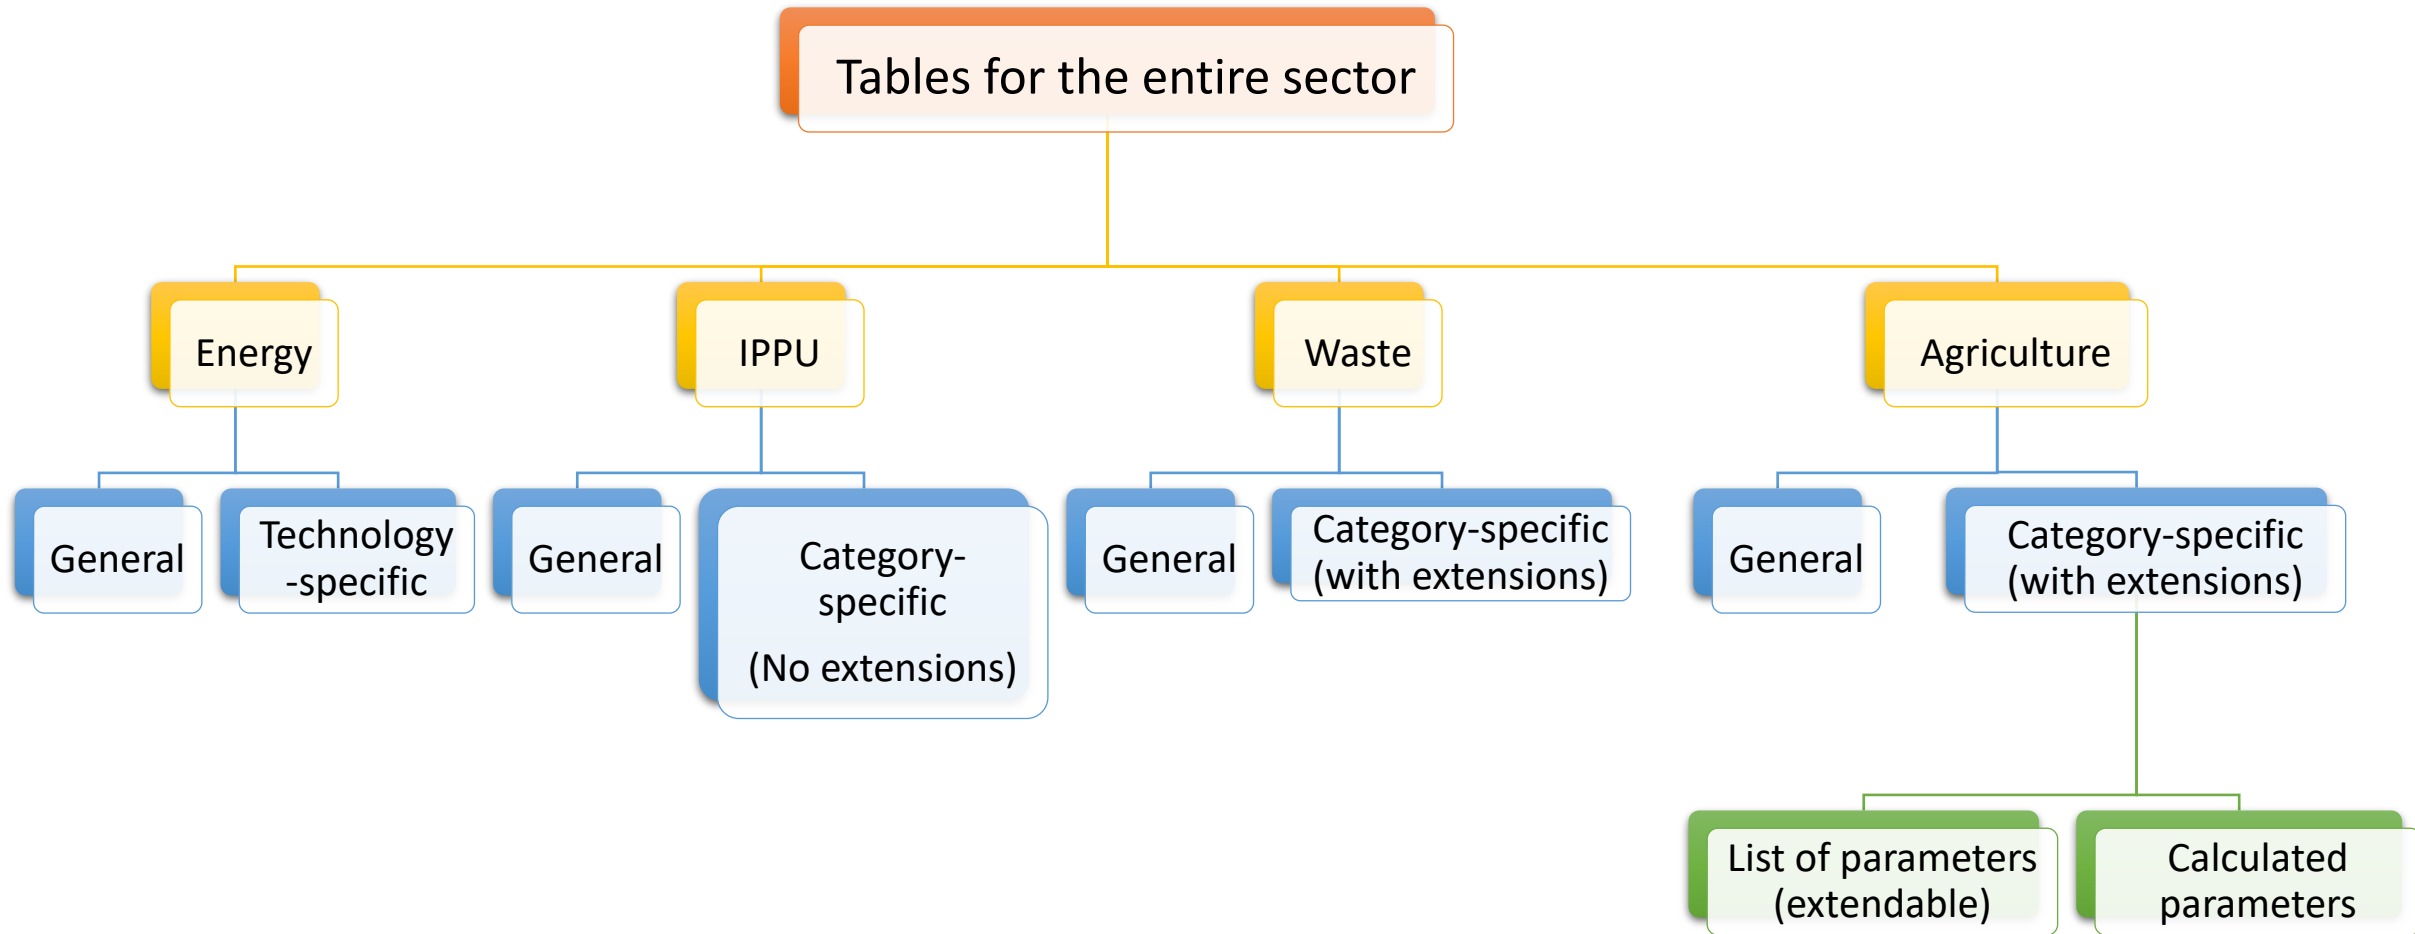 Tables for the entire sector
Energy
IPPU
Waste
Agriculture
General
Technology
-specific
General
Category-
specific
(No extensions)
General
Category-specific
(with extensions)
General
Category-specific
(with extensions)
List of parameters
(extendable)
Calculated
parameters